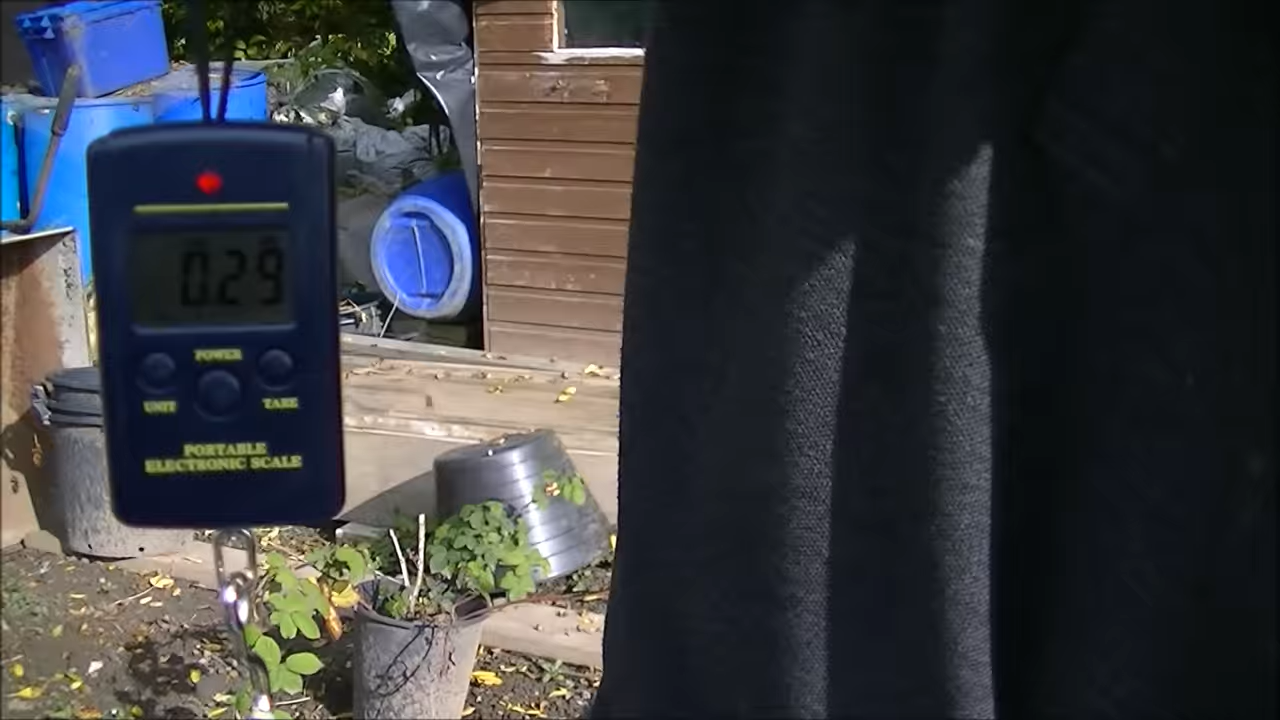 0.29
POWER
UNIT TARE
PORTABLE
ELECTRONIC SCALE